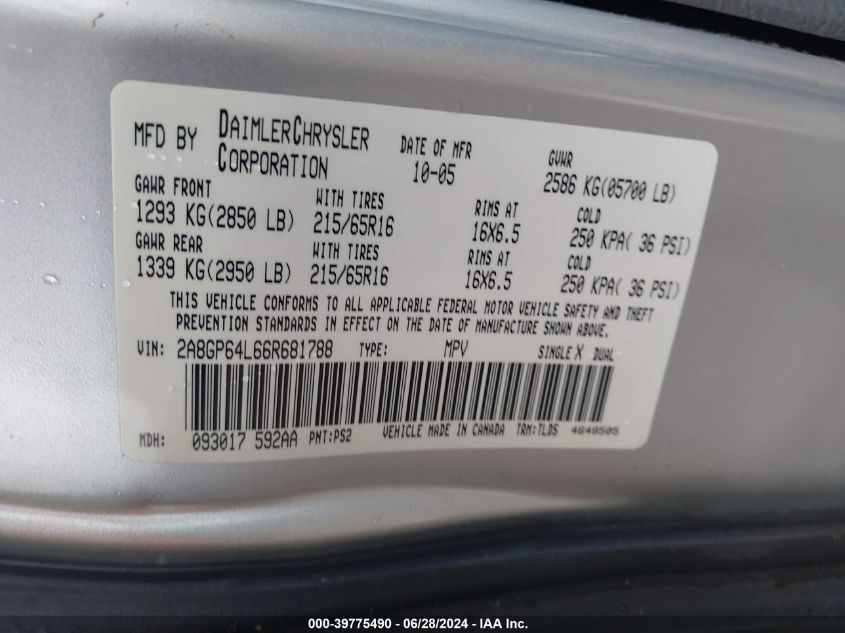 MFD BY DAIMLERCHRYSLER CORPORATION DATE OF MFR 10-05 GVWR 2586 KG(05700 LB)
GAWR FRONT WITH TIRES RIMS AT COLD
1293 KG(2850 LB) 215/65R16 16X6.5 250 KPA( 36 PSI)
GAWR REAR WITH TIRES RIMS AT COLD
1339 KG(2950 LB) 215/65R16 16X6.5 250 KPA( 36 PSI)
THIS VEHICLE CONFORMS TO ALL APPLICABLE FEDERAL MOTOR VEHICLE SAFETY AND THEFT
PREVENTION STANDARDS IN EFFECT ON THE DATE OF MANUFACTURE SHOWN ABOVE.
VIN: 2A8GP64L66R681788 TYPE: MPV SINGLE X DUAL
MDH: 093017 592AA PNT:PS2 VEHICLE MADE IN CANADA TRM:TLD5 4648505
000-39775490 - 06/28/2024 - IAA Inc.